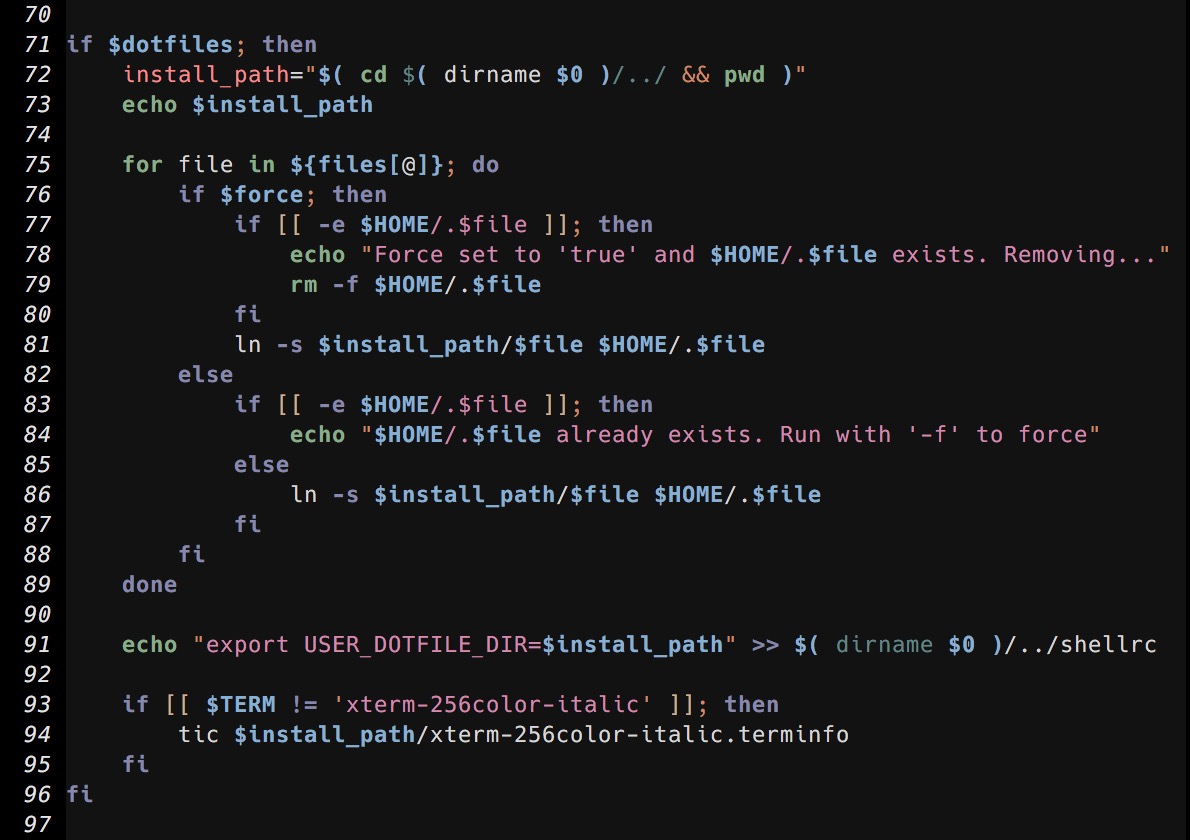 70
71 if $dotfiles; then
72     install_path="$( cd $( dirname $0 )/../ && pwd )"
73     echo $install_path
74
75     for file in ${files[@]}; do
76         if $force; then
77             if [[ -e $HOME/.$file ]]; then
78                 echo "Force set to 'true' and $HOME/.$file exists. Removing..."
79                 rm -f $HOME/.$file
80             fi
81             ln -s $install_path/$file $HOME/.$file
82         else
83             if [[ -e $HOME/.$file ]]; then
84                 echo "$HOME/.$file already exists. Run with '-f' to force"
85             else
86                 ln -s $install_path/$file $HOME/.$file
87             fi
88         fi
89     done
90
91     echo "export USER_DOTFILE_DIR=$install_path" >> $( dirname $0 )/../shellrc
92
93     if [[ $TERM != 'xterm-256color-italic' ]]; then
94         tic $install_path/xterm-256color-italic.terminfo
95     fi
96 fi
97